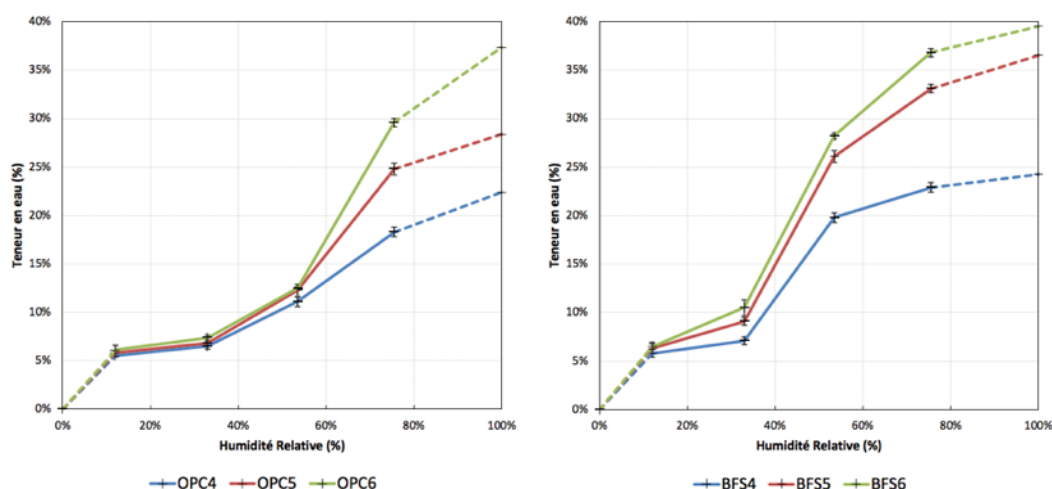 40%
35%
30%
25%
20%
15%
10%
5%
0%
Teneur en eau (%)
0% 20% 40% 60% 80% 100%
Humidité Relative (%)
OPC4 OPC5 OPC6
40%
35%
30%
25%
20%
15%
10%
5%
0%
Teneur en eau (%)
0% 20% 40% 60% 80% 100%
Humidité Relative (%)
BFS4 BFS5 BFS6